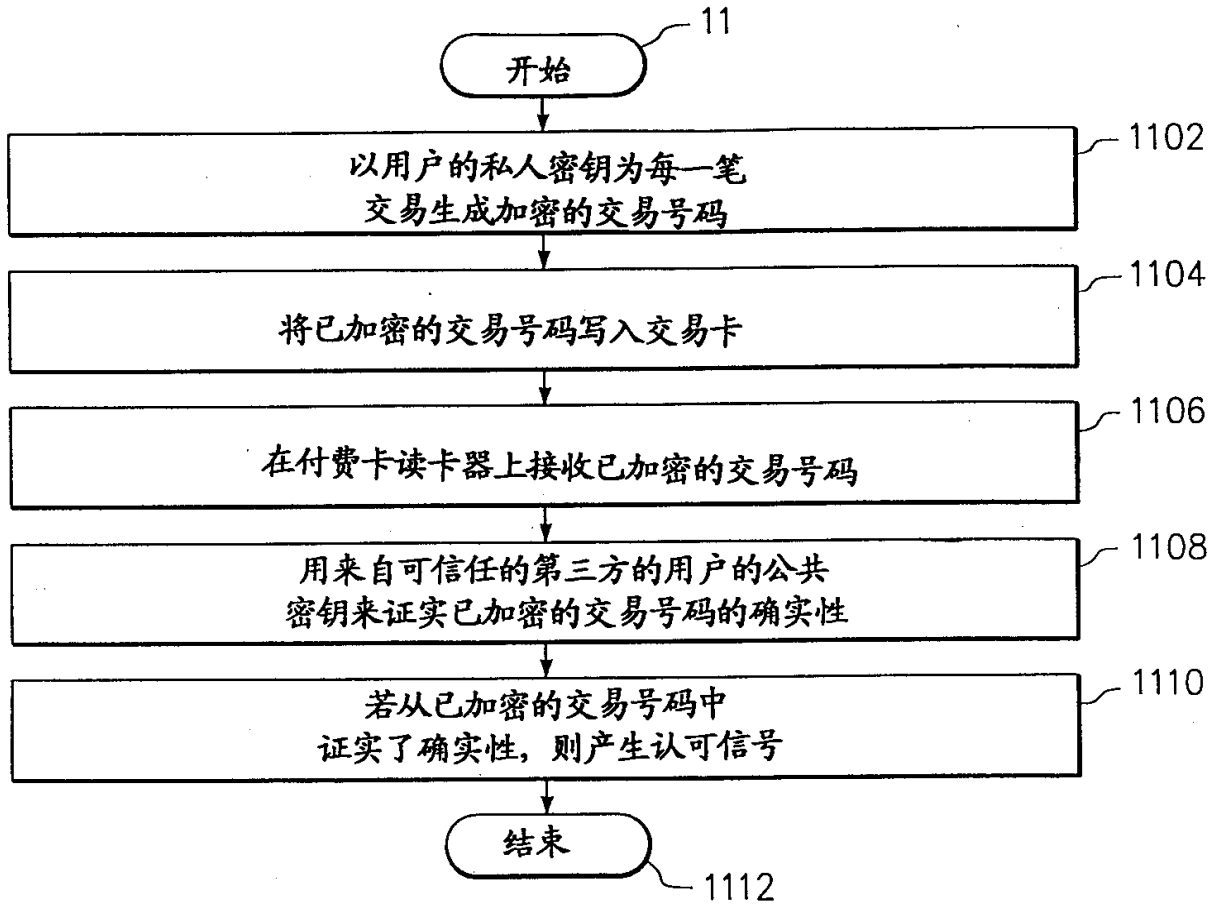 11
开始
1102
以用户的私人密钥为每一笔
交易生成加密的交易号码
1104
将已加密的交易号码写入交易卡
1106
在付费卡读卡器上接收已加密的交易号码
1108
用来自可信任的第三方的用户的公共
密钥来证实已加密的交易号码的确实性
1110
若从已加密的交易号码中
证实了确实性，则产生认可信号
结束
1112